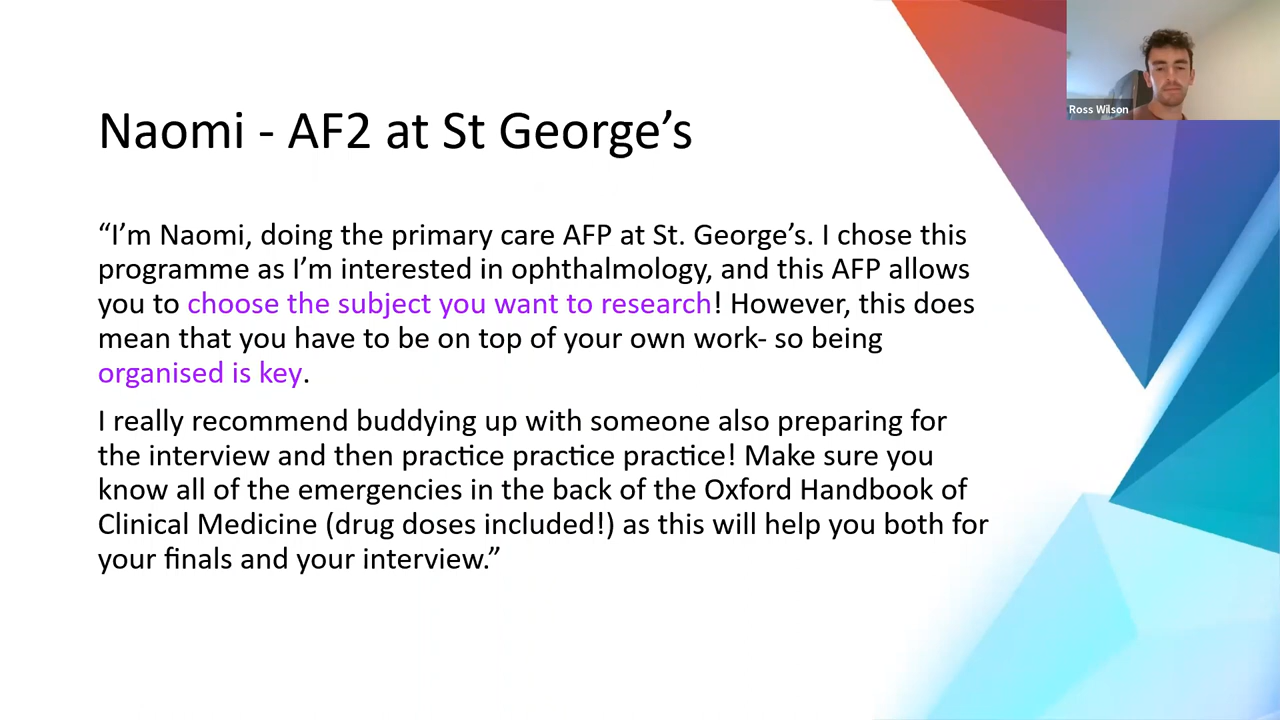 Ross Wilson
Naomi - AF2 at St George’s
“I’m Naomi, doing the primary care AFP at St. George’s. I chose this
programme as I’m interested in ophthalmology, and this AFP allows
you to choose the subject you want to research! However, this does
mean that you have to be on top of your own work- so being
organised is key.
I really recommend buddying up with someone also preparing for
the interview and then practice practice practice! Make sure you
know all of the emergencies in the back of the Oxford Handbook of
Clinical Medicine (drug doses included!) as this will help you both for
your finals and your interview.”